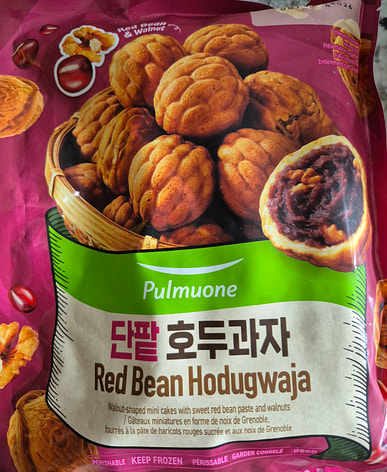 Red Bean
& Walnut
Pulmuone
단팥 호두과자
Red Bean Hodugwaja
Walnut-shaped mini cakes with sweet red bean paste and walnuts
/ Gâteaux miniatures en forme de noix de Grenoble,
fourrés à la pâte de haricots rouges sucrée et aux noix de Grenoble
PERISHABLE KEEP FROZEN PÉRISSABLE GARDER CONGELÉ